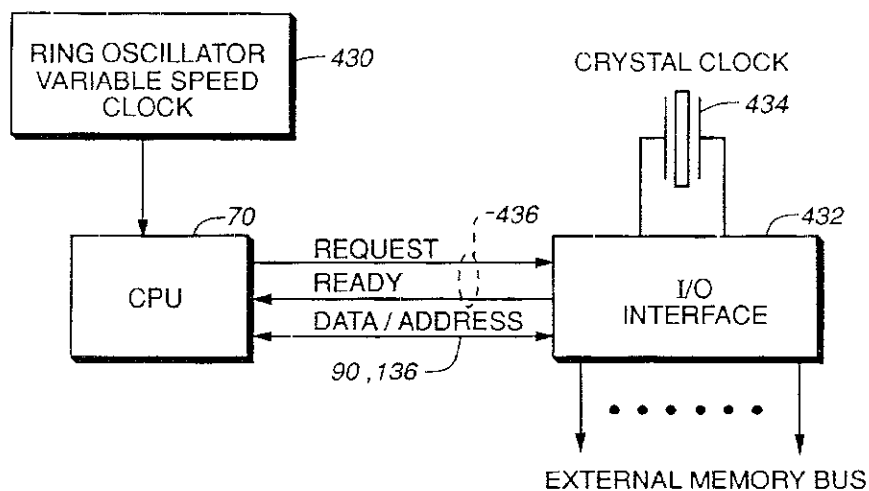 RING OSCILLATOR
VARIABLE SPEED
CLOCK
430
CRYSTAL CLOCK
434
70
CPU
REQUEST
READY
DATA / ADDRESS
436
90, 136
432
I/O
INTERFACE
EXTERNAL MEMORY BUS